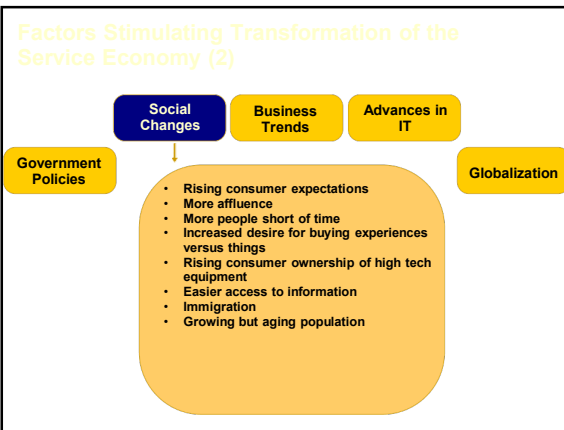 Factors Stimulating Transformation of the
Service Economy (2)
Social
Changes
Business
Trends
Advances in
IT
Government
Policies
Globalization
• Rising consumer expectations
• More affluence
• More people short of time
• Increased desire for buying experiences
versus things
• Rising consumer ownership of high tech
equipment
• Easier access to information
• Immigration
• Growing but aging population